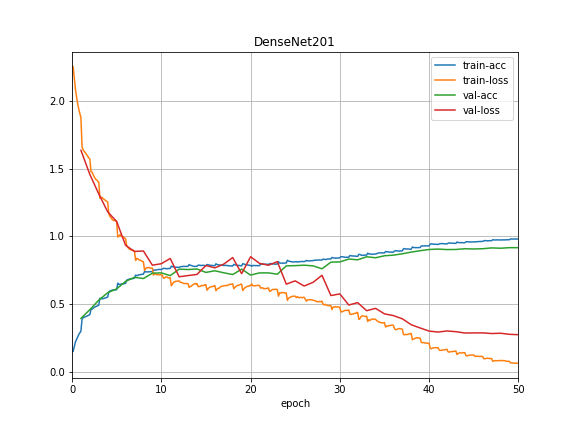 DenseNet201
train-acc
train-loss
val-acc
val-loss
2.0
1.5
1.0
0.5
0.0
0 10 20 30 40 50
epoch